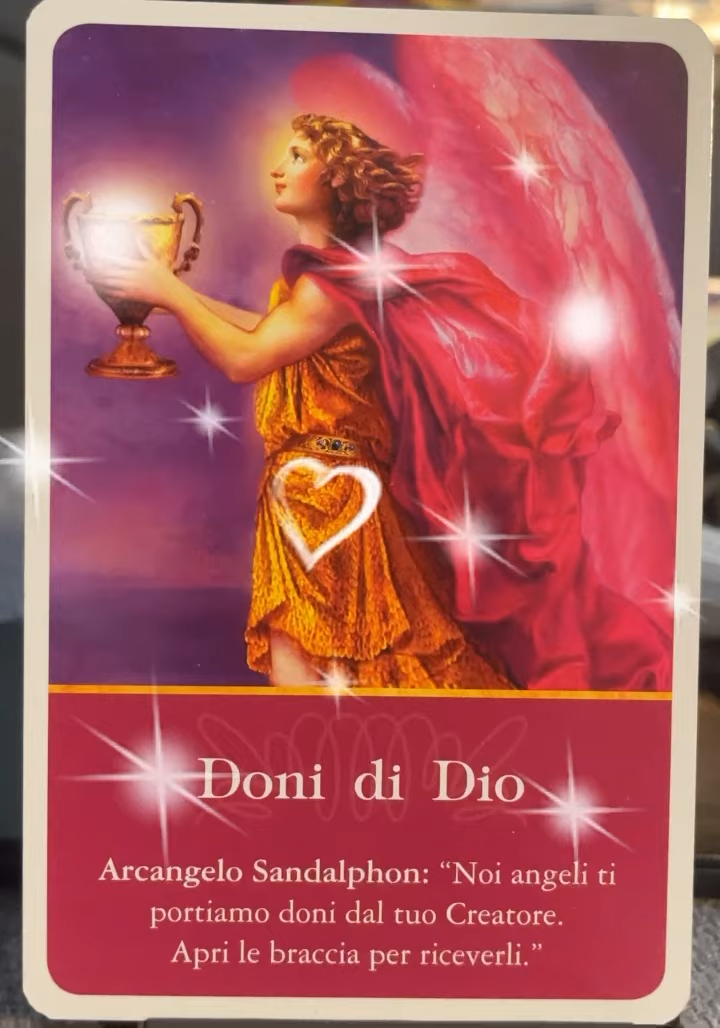 Doni di Dio
Arcangelo Sandalphon: “Noi angeli ti
portiamo doni dal tuo Creatore.
Apri le braccia per riceverli.”